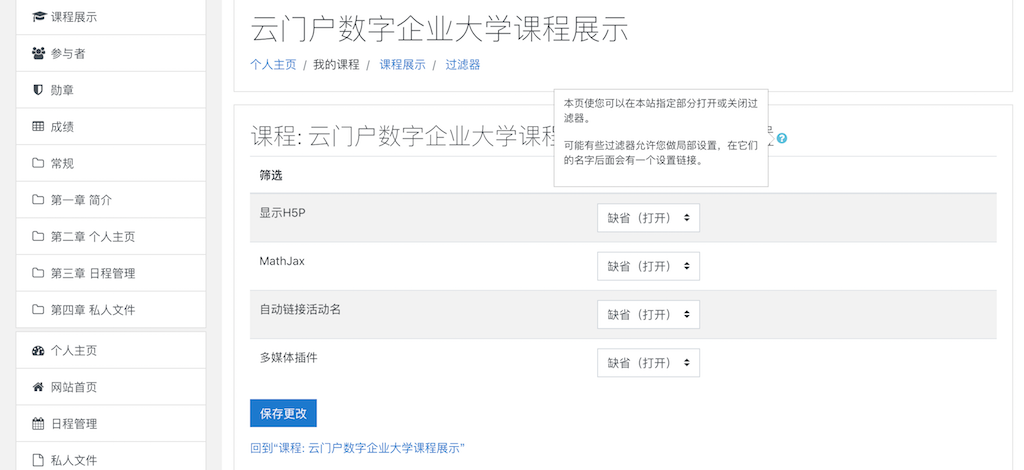 课程展示
参与者
勋章
成绩
常规
第一章 简介
第二章 个人主页
第三章 日程管理
第四章 私人文件
个人主页
网站首页
日程管理
私人文件
云门户数字企业大学课程展示
个人主页 / 我的课程 / 课程展示 / 过滤器
课程: 云门户数字企业大学课程
本页使您可以在本站指定部分打开或关闭过
滤器。
可能有些过滤器允许您做局部设置，在它们
的名字后面会有一个设置链接。
筛选
显示H5P 缺省（打开）
MathJax 缺省（打开）
自动链接活动名 缺省（打开）
多媒体插件 缺省（打开）
保存更改
回到“课程: 云门户数字企业大学课程展示”